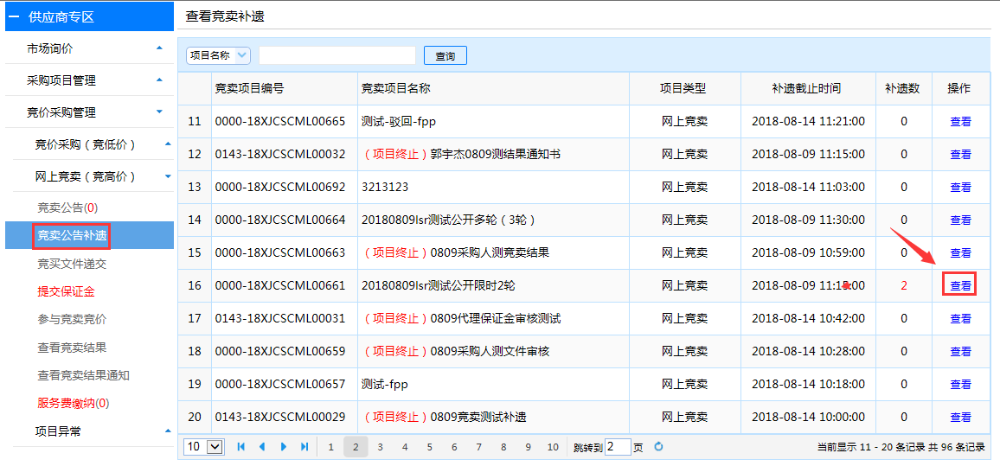 供应商专区
市场询价
采购项目管理
竞价采购管理
竞价采购（竞低价）
网上竞卖（竞高价）
竞卖公告(0)
竞卖公告补遗
竞买文件递交
提交保证金
参与竞卖竞价
查看竞卖结果
查看竞卖结果通知
服务费缴纳(0)
项目异常
查看竞卖补遗
项目名称 查询
竞卖项目编号 竞卖项目名称 项目类型 补遗截止时间 补遗数 操作
11 0000-18XJCSCML00665 测试-驳回-fpp 网上竞卖 2018-08-14 11:21:00 0 查看
12 0143-18XJCSCML00032 （项目终止）郭宇杰0809测结果通知书 网上竞卖 2018-08-09 11:15:00 0 查看
13 0000-18XJCSCML00692 3213123 网上竞卖 2018-08-14 11:03:00 0 查看
14 0000-18XJCSCML00664 20180809lsr测试公开多轮（3轮） 网上竞卖 2018-08-09 11:30:00 0 查看
15 0000-18XJCSCML00663 （项目终止）0809采购人测竞卖结果 网上竞卖 2018-08-09 10:59:00 0 查看
16 0000-18XJCSCML00661 20180809lsr测试公开限时2轮 网上竞卖 2018-08-09 2 查看
17 0143-18XJCSCML00031 （项目终止）0809代理保证金审核测试 网上竞卖 2018-08-14 10:42:00 0 查看
18 0000-18XJCSCML00659 （项目终止）0809采购人测文件审核 网上竞卖 2018-08-14 10:28:00 0 查看
19 0000-18XJCSCML00657 测试-fpp 网上竞卖 2018-08-14 10:18:00 0 查看
20 0143-18XJCSCML00029 （项目终止）0809竞卖测试补遗 网上竞卖 2018-08-14 10:00:00 0 查看
10 1 2 3 4 5 6 7 8 9 10 跳转到 2 页 当前显示 11 - 20 条记录 共 96 条记录